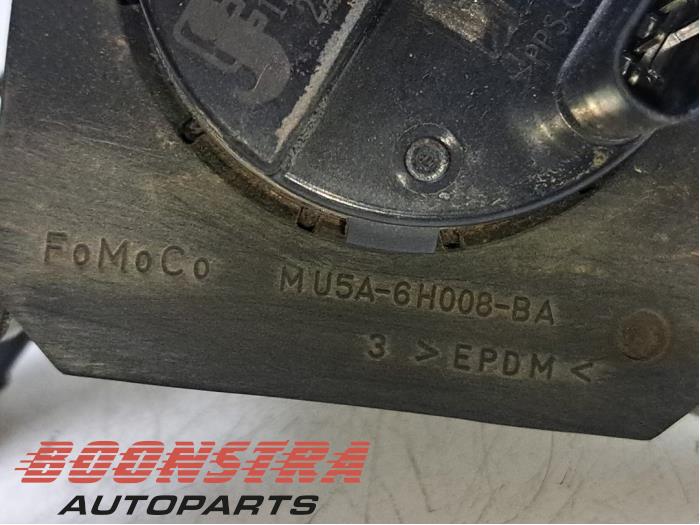 FoMoCo MU5A-6H008-BA
3 >EPDM<
BOONSTRA
AUTOPARTS